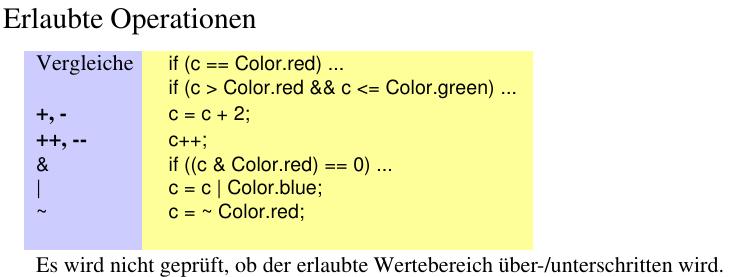 Erlaubte Operationen
Vergleiche if (c == Color.red) ...
if (c > Color.red && c <= Color.green) ...
+, - c = c + 2;
++, -- c++;
& if ((c & Color.red) == 0) ...
| c = c | Color.blue;
~ c = ~ Color.red;
Es wird nicht geprüft, ob der erlaubte Wertebereich über-/unterschritten wird.